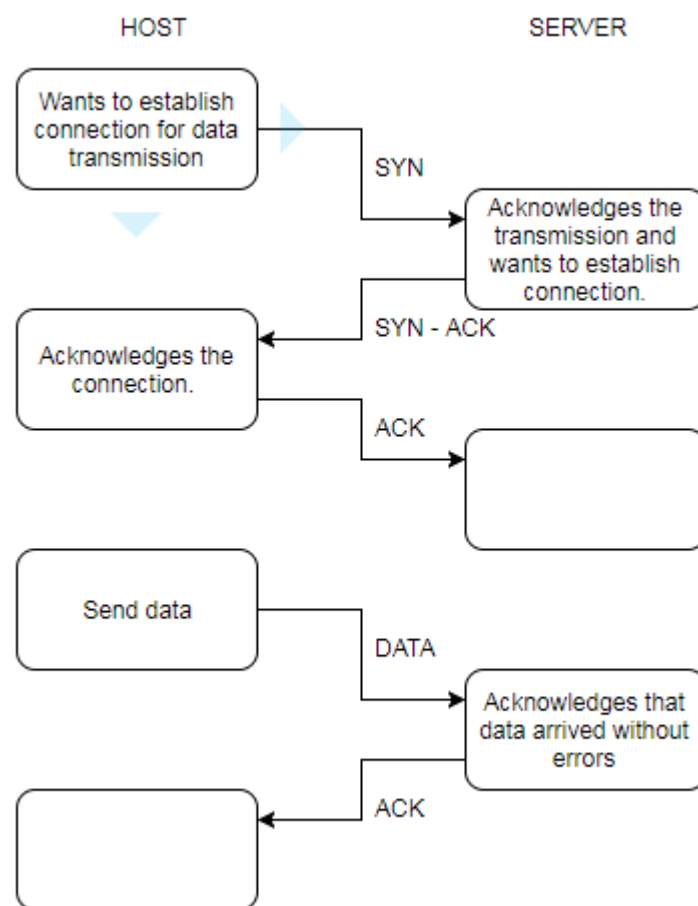 HOST
SERVER
Wants to establish
connection for data
transmission
SYN
Acknowledges the
transmission and
wants to establish
connection.
SYN - ACK
Acknowledges the
connection.
ACK
Send data
DATA
Acknowledges that
data arrived without
errors
ACK